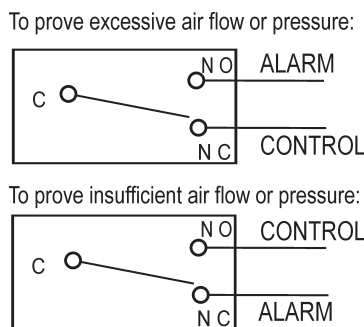 To prove excessive air flow or pressure:
N O ALARM
C
N C CONTROL
To prove insufficient air flow or pressure:
N O CONTROL
C
N C ALARM